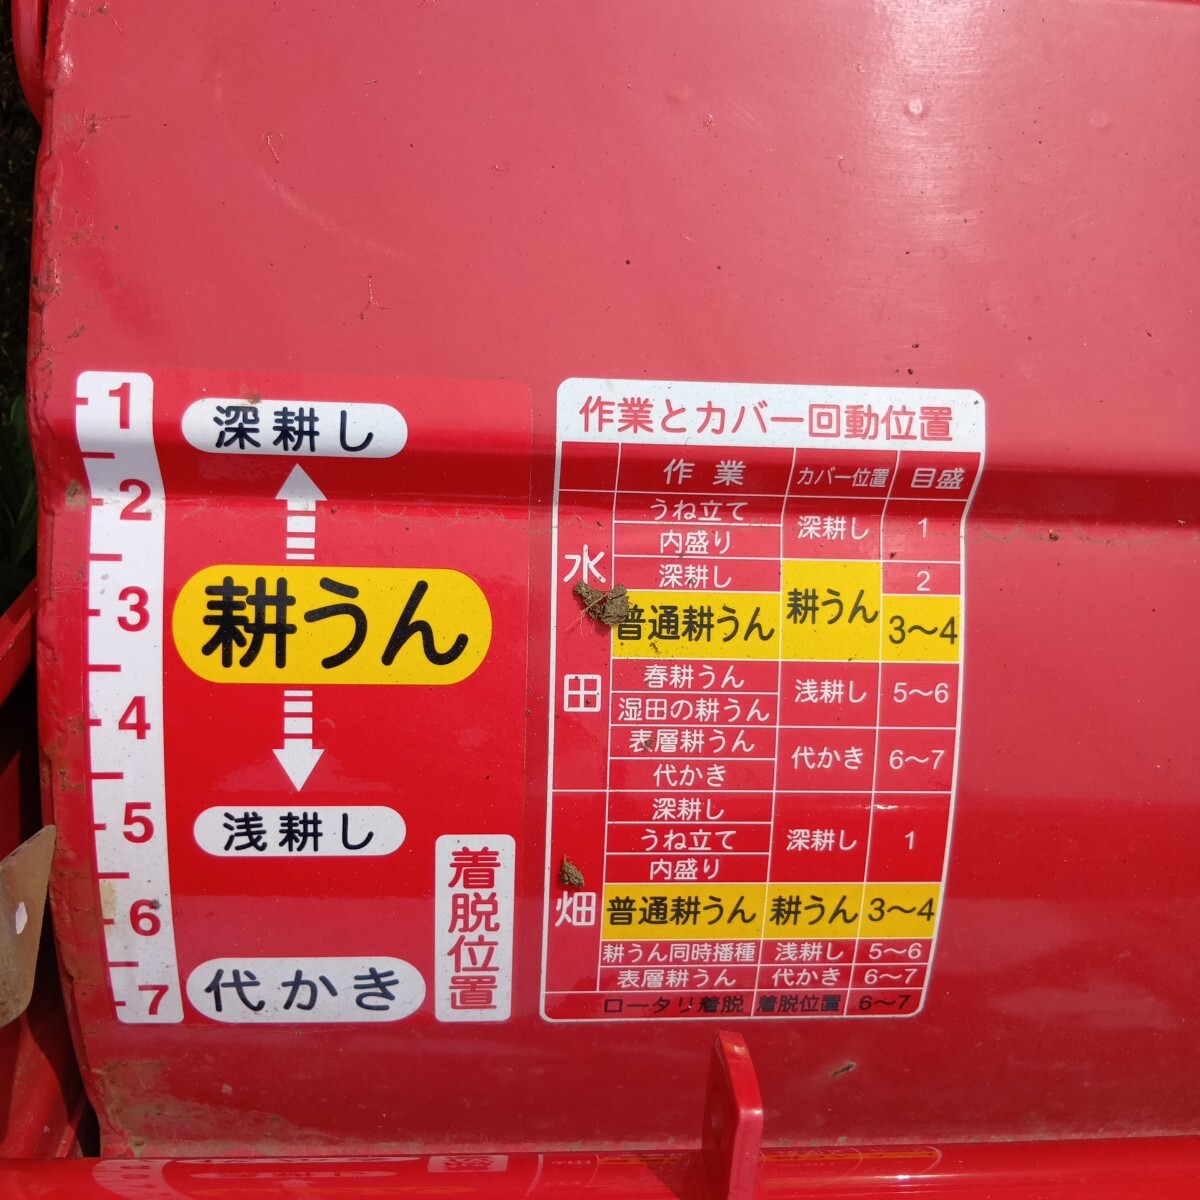 1
2
3
4
5
6
7
深耕し
耕うん
浅耕し
代かき
着脱位置
作業とカバー回動位置
作業 カバー位置 目盛
水田
うね立て 深耕し 1
内盛り
深耕し 耕うん 2
普通耕うん 3〜4
春耕うん 浅耕し 5〜6
湿田の耕うん
表層耕うん 代かき 6〜7
代かき
畑
深耕し 深耕し 1
うね立て
内盛り
普通耕うん 耕うん 3〜4
耕うん同時播種 浅耕し 5〜6
表層耕うん 代かき 6〜7
ロータリ着脱 着脱位置 6〜7